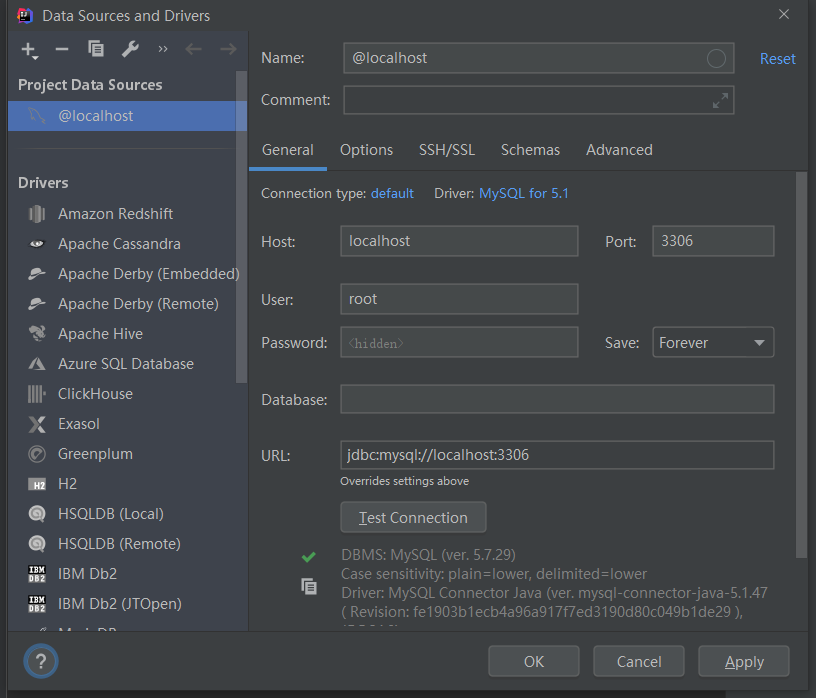 Data Sources and Drivers
Project Data Sources
@localhost
Drivers
Amazon Redshift
Apache Cassandra
Apache Derby (Embedded)
Apache Derby (Remote)
Apache Hive
Azure SQL Database
ClickHouse
Exasol
Greenplum
H2 H2
HSQLDB (Local)
HSQLDB (Remote)
IBM DB2 IBM Db2
IBM DB2 IBM Db2 (JTOpen)
Name: @localhost Reset
Comment:
General Options SSH/SSL Schemas Advanced
Connection type: default Driver: MySQL for 5.1
Host: localhost Port: 3306
User: root
Password: <hidden> Save: Forever
Database:
URL: jdbc:mysql://localhost:3306
Overrides settings above
Test Connection
DBMS: MySQL (ver. 5.7.29)
Case sensitivity: plain=lower, delimited=lower
Driver: MySQL Connector Java (ver. mysql-connector-java-5.1.47
( Revision: fe1903b1ecb4a96a917f7ed3190d80c049b1de29 ),
? OK Cancel Apply